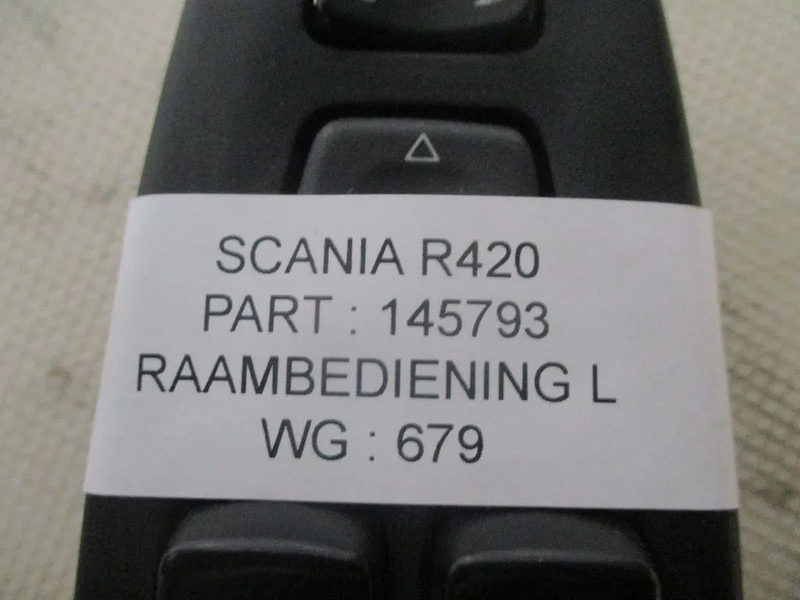 SCANIA R420
PART : 145793
RAAMBEDIENING L
WG : 679